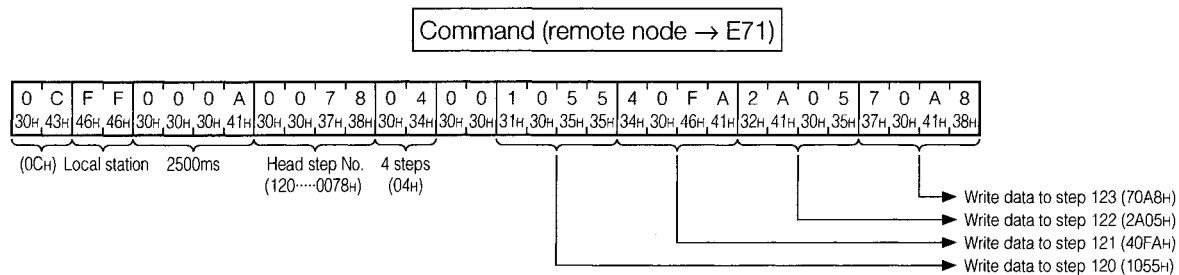 Command (remote node → E71)
0 C F F 0 0 0 A 0 0 7 8 0 4 0 0 1 0 5 5 4 0 F A 2 A 0 5 7 0 A 8
30H 43H 46H 46H 30H 30H 30H 41H 30H 30H 37H 38H 30H 34H 30H 30H 31H 30H 35H 35H 34H 30H 46H 41H 32H 41H 30H 35H 37H 30H 41H 38H
(0CH) Local station 2500ms Head step No. 4 steps
(120·····0078H) (04H)
Write data to step 123 (70A8H)
Write data to step 122 (2A05H)
Write data to step 121 (40FAH)
Write data to step 120 (1055H)